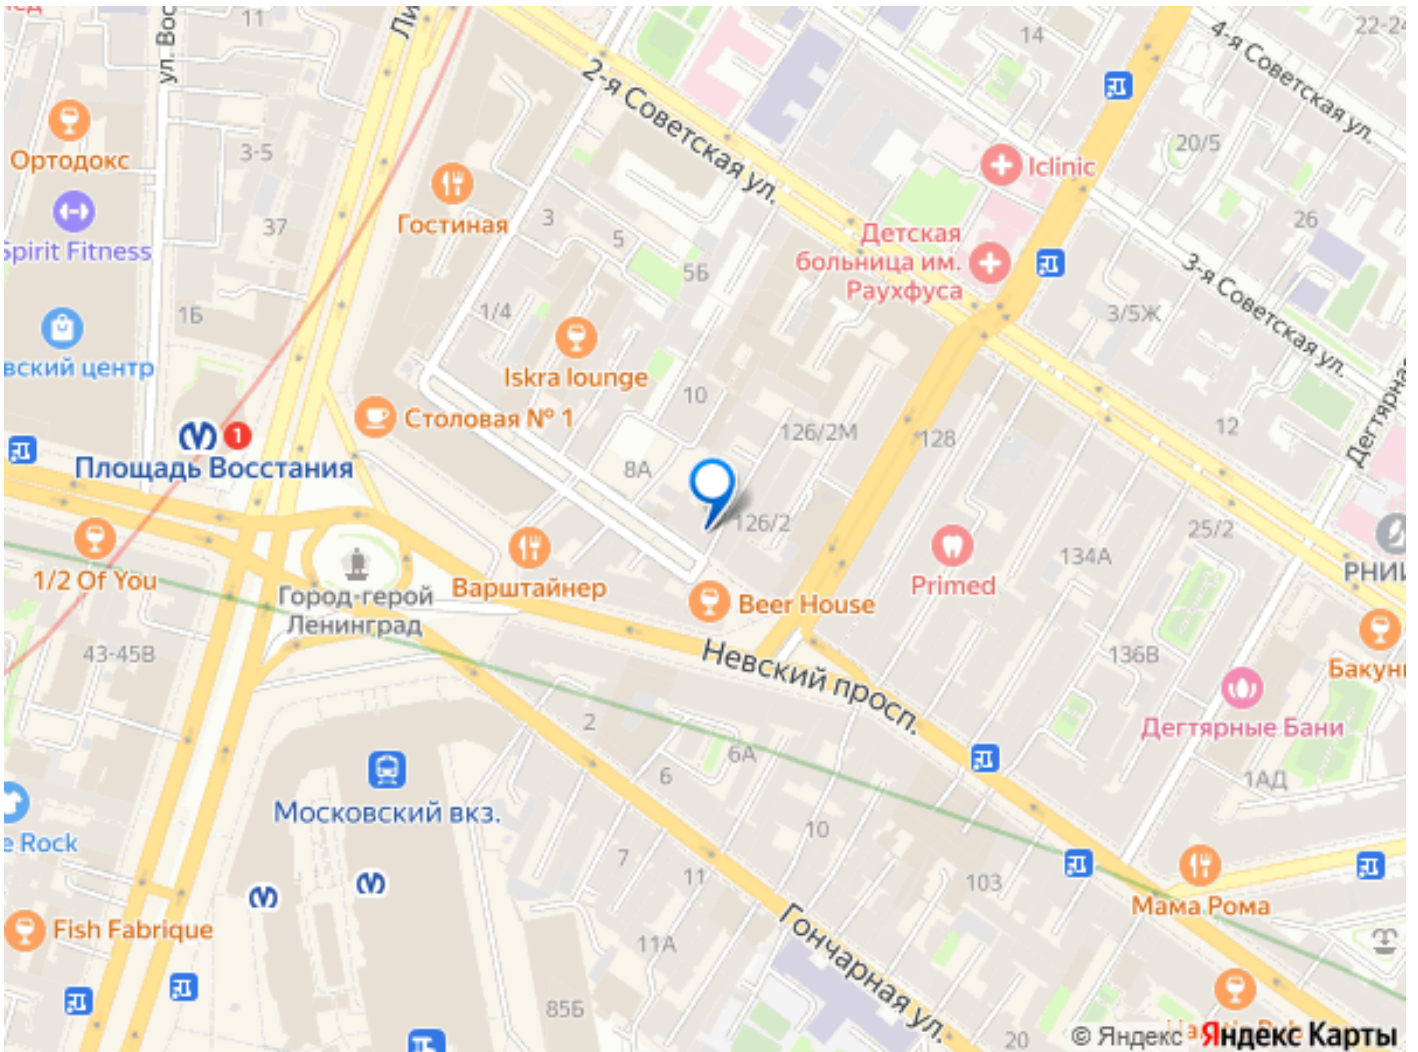 11
14
22-24
4-я Советская ул.
2-я Советская ул.
Ортодокс
3-5
20/5
Iclinic
Гостиная
Spirit Fitness
37
3
5
5Б
26
Детская
больница им.
Раухфуса
3-я Советская ул.
1Б
1/4
3/5Ж
вский центр
Iskra lounge
10
Столовая № 1
126/2М
128
12
Дегтярная
1
Площадь Восстания
8А
126/2
25/2
134А
РНИИ
1/2 Of You
Варштайнер
Primed
Город-герой
Ленинград
Beer House
43-45В
Невский просп.
136В
Бакун
2
6А
6
Дегтярные Бани
1АД
Московский вкз.
e Rock
10
7
11
103
Мама Рома
Fish Fabrique
Гончарная ул.
11А
85Б
20
© Яндекс
Яндекс Карты